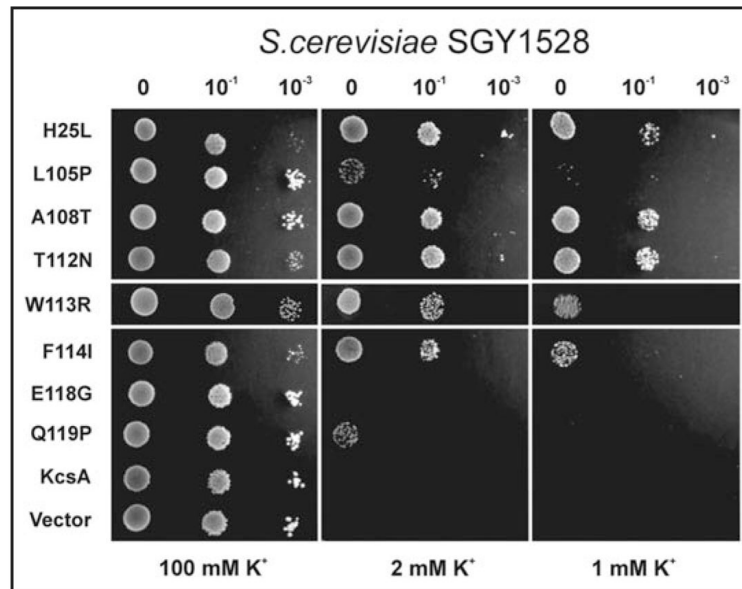 S.cerevisiae SGY1528
0 10⁻¹ 10⁻³ 0 10⁻¹ 10⁻³ 0 10⁻¹ 10⁻³
H25L
L105P
A108T
T112N
W113R
F114I
E118G
Q119P
KcsA
Vector
100 mM K⁺ 2 mM K⁺ 1 mM K⁺